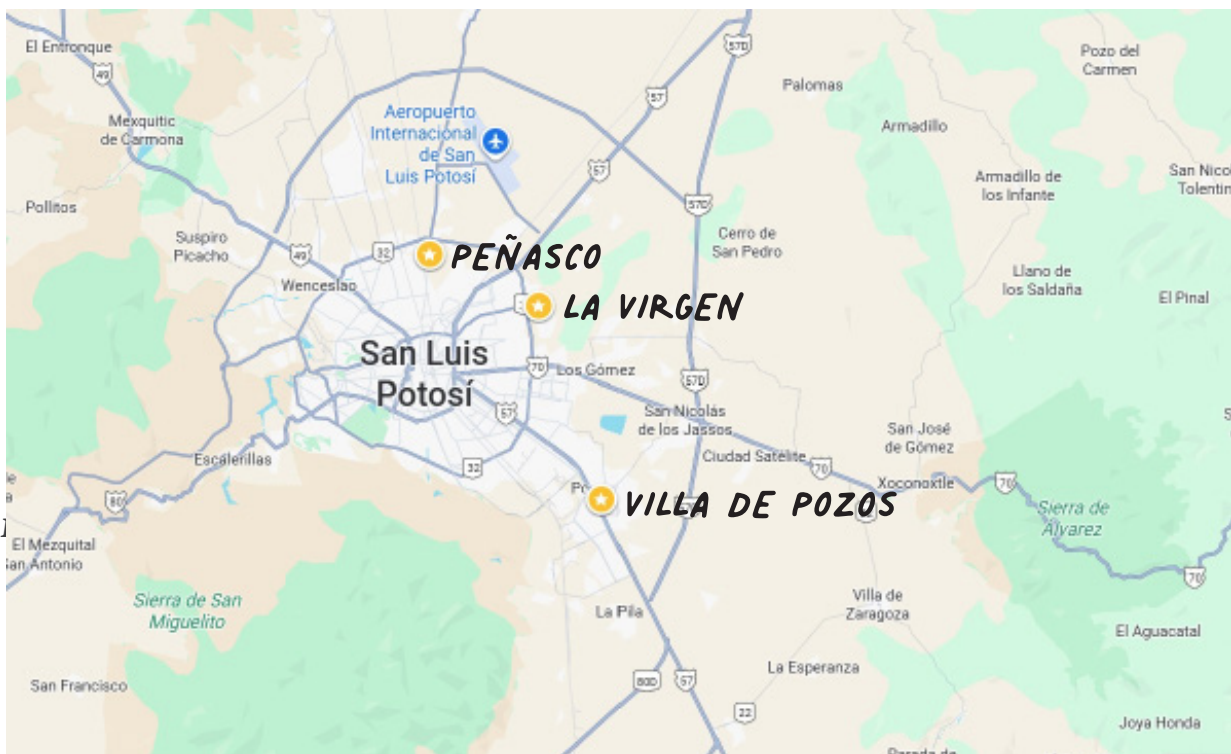 El Entronque
49
57D
Pozo del
Carmen
Palomas
57
Aeropuerto
Internacional
de San
Luis Potosí
Mexquitic
de Carmona
Armadillo
57
Armadillo de
los Infante
San Nico
Tolentin
Pollitos
57D
Suspiro
Picacho
49
32
PEÑASCO
Cerro de
San Pedro
Wenceslao
Llano de
los Saldaña
El Pinal
LA VIRGEN
San Luis
Potosí
70
Los Gómez
57D
57
San Nicolás
de los Jassos
San José
de Gómez
Escalerillas
32
Ciudad Satélite
70
Xoconoxtle
70
80
VILLA DE POZOS
Sierra de
Álvarez
El Mezquital
San Antonio
70
Sierra de San
Miguelito
La Pila
Villa de
Zaragoza
El Aguacatal
San Francisco
80D
57
La Esperanza
22
Joya Honda